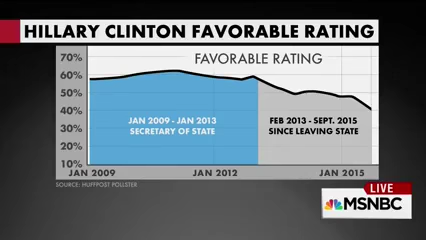 HILLARY CLINTON FAVORABLE RATING
FAVORABLE RATING
70%
60%
50%
40%
30%
20%
10%
JAN 2009 - JAN 2013
SECRETARY OF STATE
FEB 2013 - SEPT. 2015
SINCE LEAVING STATE
JAN 2009
JAN 2012
JAN 2015
SOURCE: HUFFPOST POLLSTER
LIVE
MSNBC